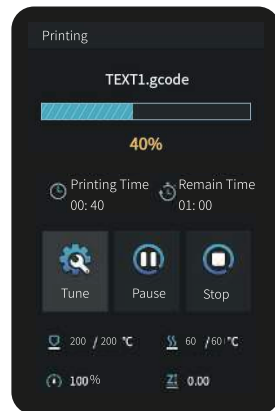 Printing
TEXT1.gcode
40%
Printing Time Remain Time
00: 40 01: 00
Tune Pause Stop
200 / 200 °C 60 / 60 °C
100% Z 0.00